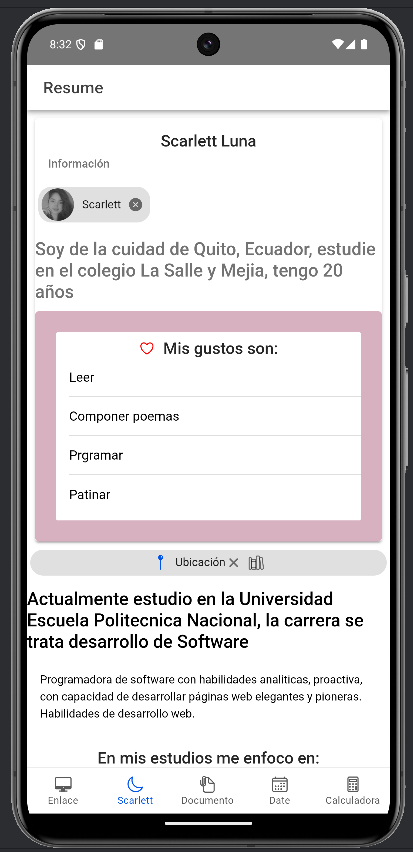 8:32
Resume
Scarlett Luna
Información
Scarlett
Soy de la cuidad de Quito, Ecuador, estudie
en el colegio La Salle y Mejia, tengo 20
años
Mis gustos son:
Leer
Componer poemas
Prgramar
Patinar
Ubicación
Actualmente estudio en la Universidad
Escuela Politecnica Nacional, la carrera se
trata desarrollo de Software
Programadora de software con habilidades analíticas, proactiva,
con capacidad de desarrollar páginas web elegantes y pioneras.
Habilidades de desarrollo web.
En mis estudios me enfoco en:
Enlace Scarlett Documento Date Calculadora